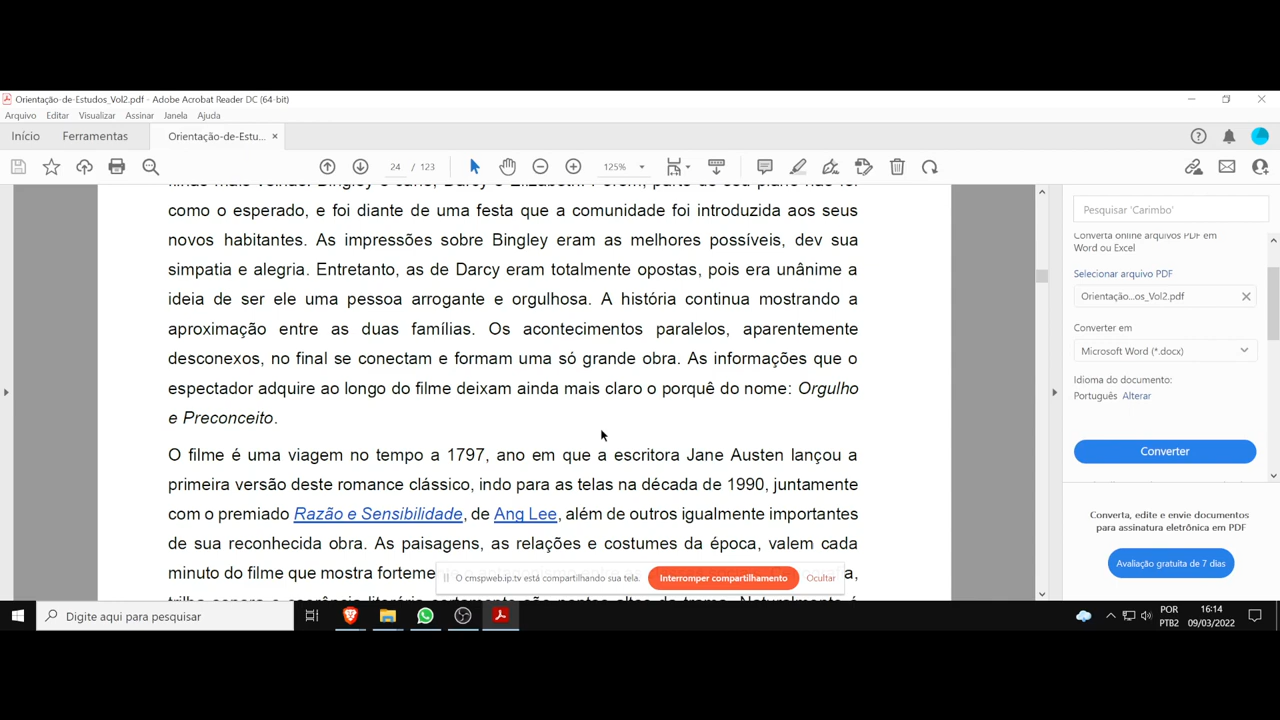 Orientação-de-Estudos_Vol2.pdf - Adobe Acrobat Reader DC (64-bit)
Arquivo Editar Visualizar Assinar Janela Ajuda
Início Ferramentas Orientação-de-Estu... ×
24 / 123 125%
como o esperado, e foi diante de uma festa que a comunidade foi introduzida aos seus
novos habitantes. As impressões sobre Bingley eram as melhores possíveis, dev sua
simpatia e alegria. Entretanto, as de Darcy eram totalmente opostas, pois era unânime a
ideia de ser ele uma pessoa arrogante e orgulhosa. A história continua mostrando a
aproximação entre as duas famílias. Os acontecimentos paralelos, aparentemente
desconexos, no final se conectam e formam uma só grande obra. As informações que o
espectador adquire ao longo do filme deixam ainda mais claro o porquê do nome: Orgulho
e Preconceito.
O filme é uma viagem no tempo a 1797, ano em que a escritora Jane Austen lançou a
primeira versão deste romance clássico, indo para as telas na década de 1990, juntamente
com o premiado Razão e Sensibilidade, de Ang Lee, além de outros igualmente importantes
de sua reconhecida obra. As paisagens, as relações e costumes da época, valem cada
minuto do filme que mostra forteme
Pesquisar 'Carimbo'
Converta online arquivos PDF em
Word ou Excel
Selecionar arquivo PDF
Orientação...os_Vol2.pdf
Converter em
Microsoft Word (*.docx)
Idioma do documento:
Português Alterar
Converter
Converta, edite e envie documentos
para assinatura eletrônica em PDF
Avaliação gratuita de 7 dias
O cmspweb.ip.tv está compartilhando sua tela. Interromper compartilhamento Ocultar
Digite aqui para pesquisar
POR
PTB2
16:14
09/03/2022